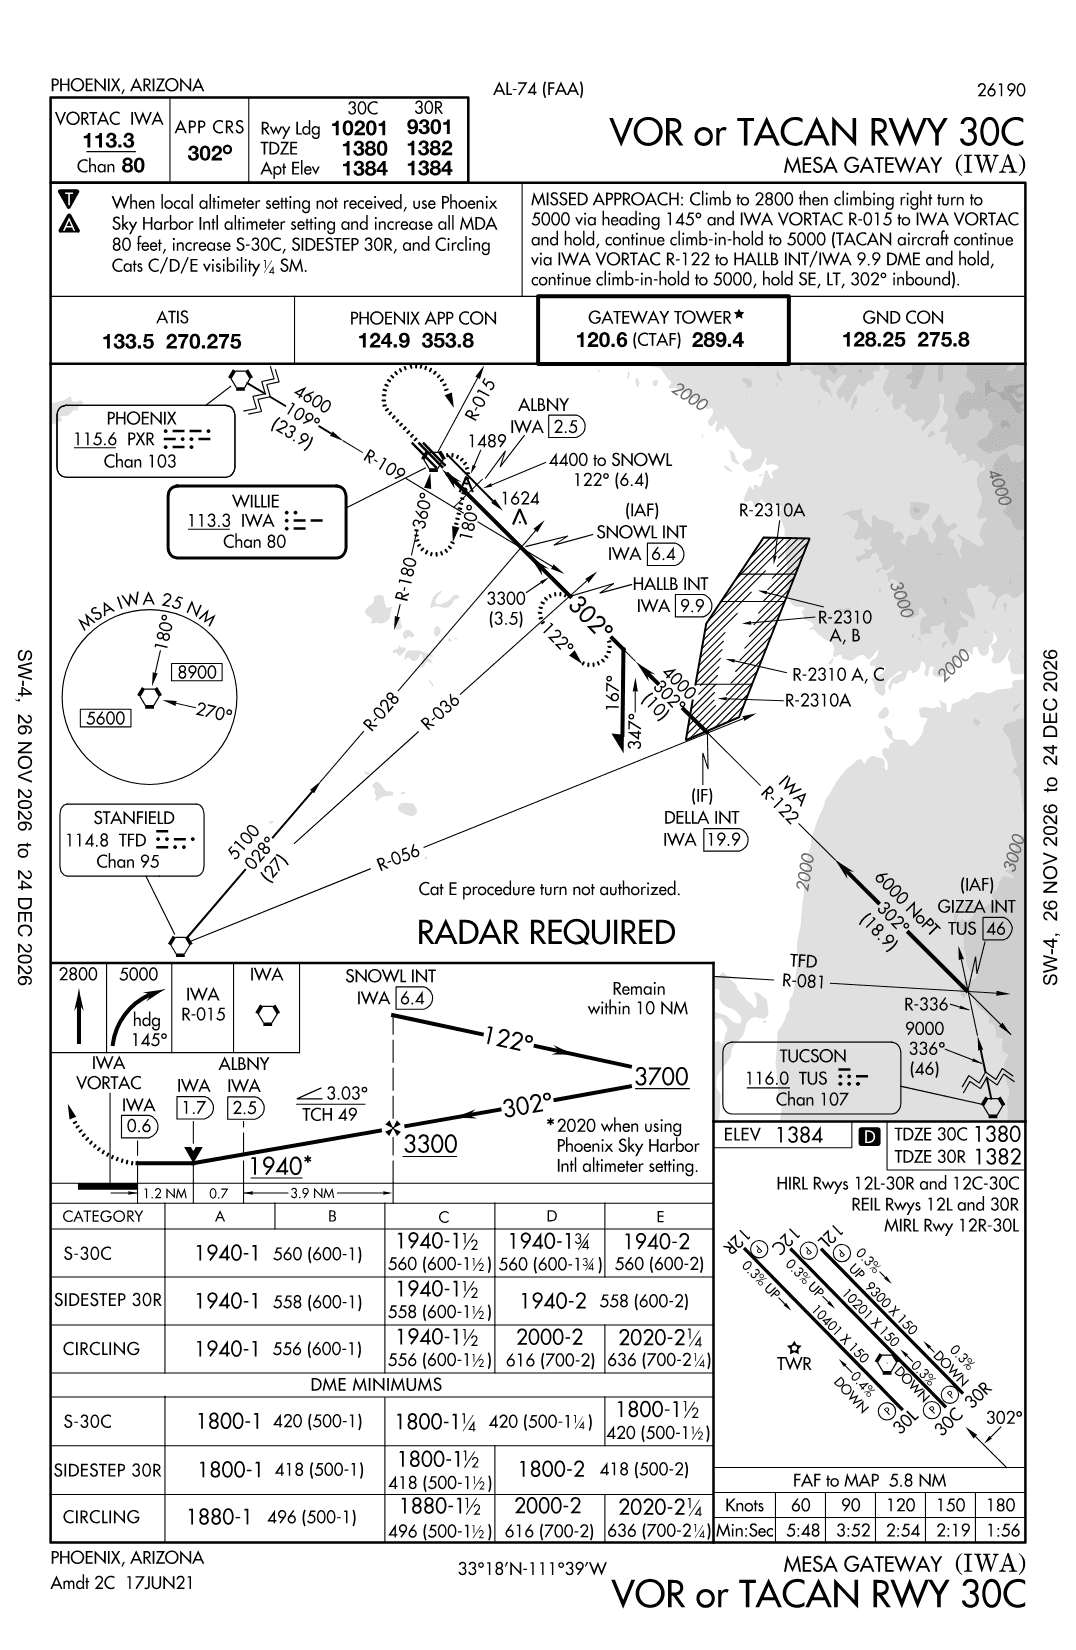 PHOENIX, ARIZONA
AL-74 (FAA)
26190
VORTAC IWA
113.3
Chan 80
APP CRS
302°
30C 30R
Rwy Ldg 10201 9301
TDZE 1380 1382
Apt Elev 1384 1384
VOR or TACAN RWY 30C
MESA GATEWAY (IWA)
T
A
When local altimeter setting not received, use Phoenix
Sky Harbor Intl altimeter setting and increase all MDA
80 feet, increase S-30C, SIDESTEP 30R, and Circling
Cats C/D/E visibility ¼ SM.
MISSED APPROACH: Climb to 2800 then climbing right turn to
5000 via heading 145° and IWA VORTAC R-015 to IWA VORTAC
and hold, continue climb-in-hold to 5000 (TACAN aircraft continue
via IWA VORTAC R-122 to HALLB INT/IWA 9.9 DME and hold,
continue climb-in-hold to 5000, hold SE, LT, 302° inbound).
ATIS
133.5 270.275
PHOENIX APP CON
124.9 353.8
GATEWAY TOWER★
120.6 (CTAF) 289.4
GND CON
128.25 275.8
PHOENIX
115.6 PXR
Chan 103
4600
109°
(23.9)
R-109
R-015
WILLIE
113.3 IWA
Chan 80
ALBNY
IWA 2.5
1489
4400 to SNOWL
122° (6.4)
1624
(IAF)
SNOWL INT
IWA 6.4
360°
180°
R-180
HALLB INT
IWA 9.9
3300
(3.5)
302°
122°
R-2310A
R-2310
A, B
R-2310 A, C
R-2310A
2000
4000
3000
2000
MSA IWA 25 NM
180°
8900
5600
270°
R-028
R-036
167°
347°
4000
302°
(10)
(IF)
DELLA INT
IWA 19.9
IWA
R-122
STANFIELD
114.8 TFD
Chan 95
5100
028°
(27)
R-056
2000
3000
Cat E procedure turn not authorized.
RADAR REQUIRED
6000 NoPT
302°
(18.9)
(IAF)
GIZZA INT
TUS 46
TFD
R-081
R-336
9000
336°
(46)
TUCSON
116.0 TUS
Chan 107
2800
5000
hdg
145°
IWA
R-015
IWA
SNOWL INT
IWA 6.4
Remain
within 10 NM
122°
3700
302°
3300
IWA
VORTAC
IWA
0.6
IWA
1.7
ALBNY
IWA
2.5
3.03°
TCH 49
1940*
*2020 when using
Phoenix Sky Harbor
Intl altimeter setting.
1.2 NM 0.7 3.9 NM
CATEGORY A B C D E
S-30C 1940-1 560 (600-1) 1940-1½ 560 (600-1½) 1940-1¾ 560 (600-1¾) 1940-2 560 (600-2)
SIDESTEP 30R 1940-1 558 (600-1) 1940-1½ 558 (600-1½) 1940-2 558 (600-2)
CIRCLING 1940-1 556 (600-1) 1940-1½ 556 (600-1½) 2000-2 616 (700-2) 2020-2¼ 636 (700-2¼)
DME MINIMUMS
S-30C 1800-1 420 (500-1) 1800-1¼ 420 (500-1¼) 1800-1½ 420 (500-1½)
SIDESTEP 30R 1800-1 418 (500-1) 1800-1½ 418 (500-1½) 1800-2 418 (500-2)
CIRCLING 1880-1 496 (500-1) 1880-1½ 496 (500-1½) 2000-2 616 (700-2) 2020-2¼ 636 (700-2¼)
ELEV 1384
D
TDZE 30C 1380
TDZE 30R 1382
HIRL Rwys 12L-30R and 12C-30C
REIL Rwys 12L and 30R
MIRL Rwy 12R-30L
12R
12C
12L
P
P
P
0.3% UP
0.3% UP
0.3%
UP
9300 X 150
10201 X 150
10401 X 150
0.3%
DOWN
0.3%
DOWN
0.4%
DOWN
TWR
P
P
P
30L
30C
30R
302°
FAF to MAP 5.8 NM
Knots 60 90 120 150 180
Min:Sec 5:48 3:52 2:54 2:19 1:56
PHOENIX, ARIZONA
Amdt 2C 17JUN21
33°18'N-111°39'W
MESA GATEWAY (IWA)
VOR or TACAN RWY 30C
SW-4, 26 NOV 2026 to 24 DEC 2026
SW-4, 26 NOV 2026 to 24 DEC 2026